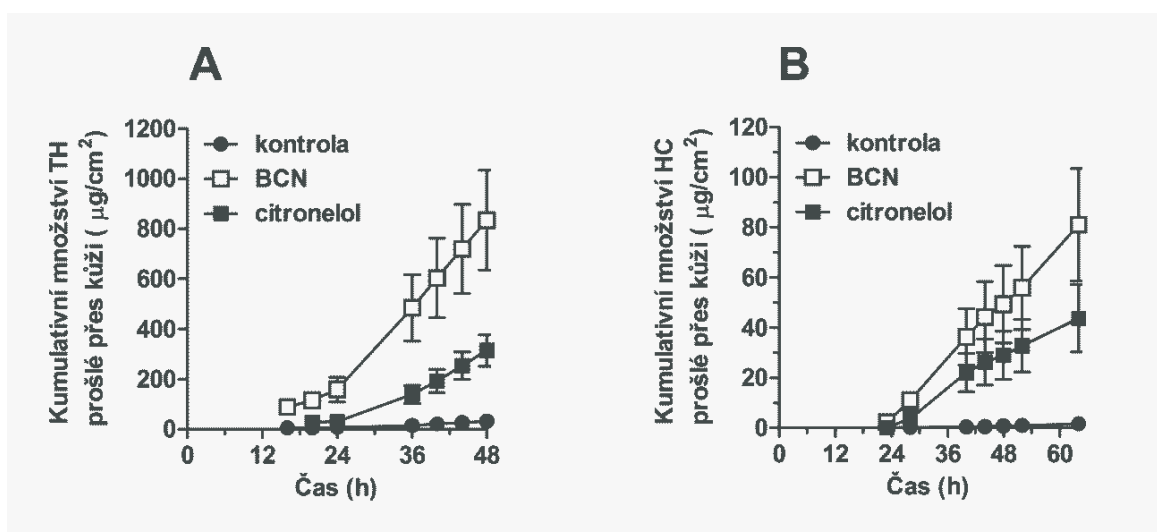 A
Kumulativní množství TH
prošlé přes kůži ( µg/cm²)
1200
1000
800
600
400
200
0
kontrola
BCN
citronelol
0 12 24 36 48
Čas (h)
B
Kumulativní množství HC
prošlé přes kůži ( µg/cm²)
120
100
80
60
40
20
0
kontrola
BCN
citronelol
0 12 24 36 48 60
Čas (h)